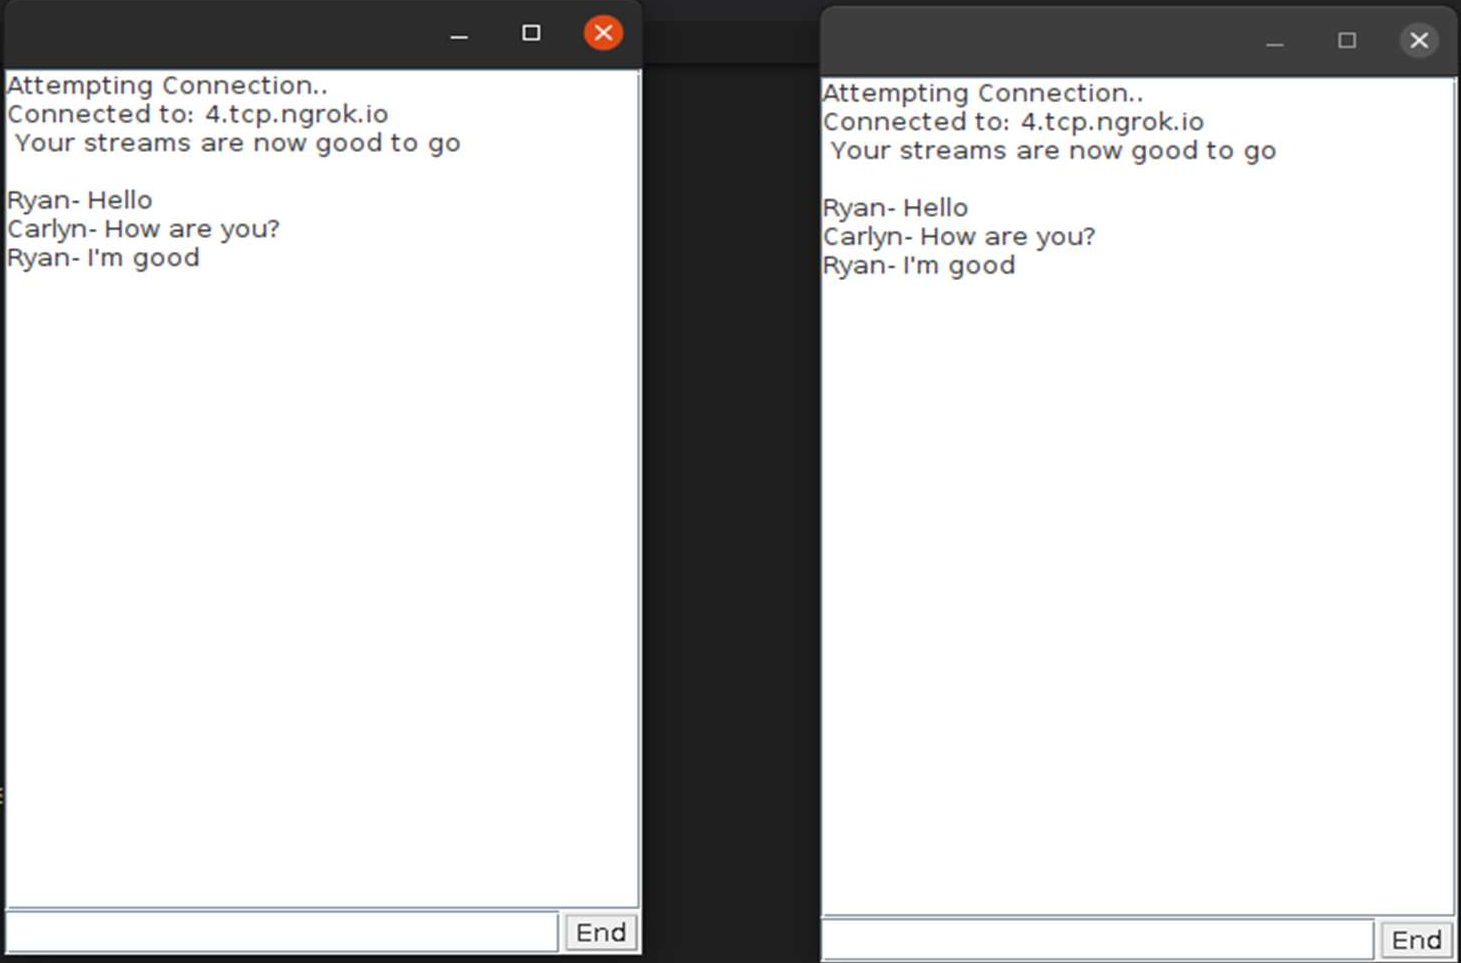 Attempting Connection..
Connected to: 4.tcp.ngrok.io
Your streams are now good to go
Ryan- Hello
Carlyn- How are you?
Ryan- I'm good
End
Attempting Connection..
Connected to: 4.tcp.ngrok.io
Your streams are now good to go
Ryan- Hello
Carlyn- How are you?
Ryan- I'm good
End